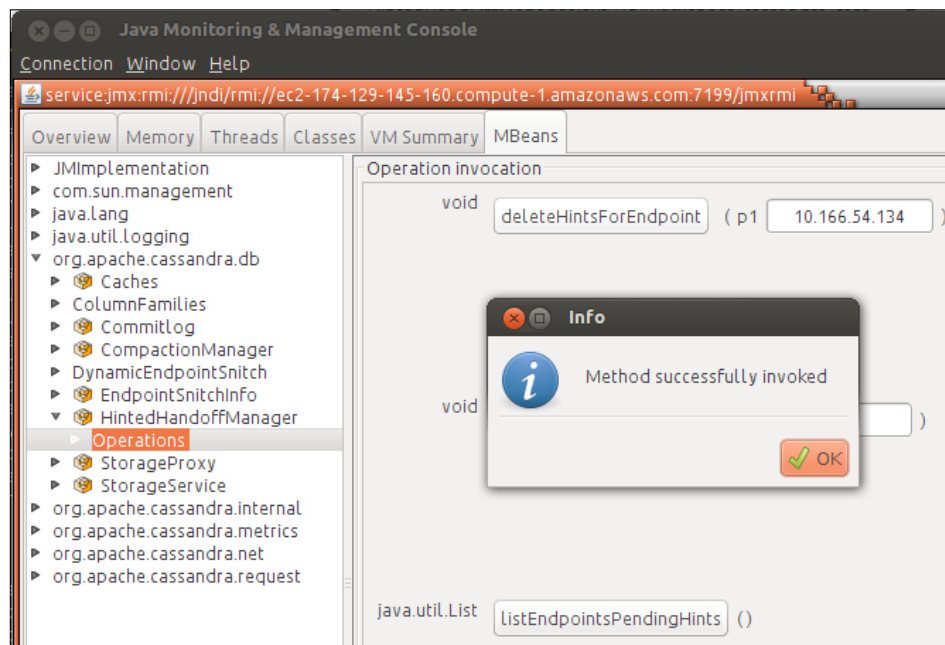 Java Monitoring & Management Console
Connection Window Help
service:jmx:rmi:///jndi/rmi://ec2-174-129-145-160.compute-1.amazonaws.com:7199/jmxrmi
Overview Memory Threads Classes VM Summary MBeans
JMImplementation
com.sun.management
java.lang
java.util.logging
org.apache.cassandra.db
Caches
ColumnFamilies
Commitlog
CompactionManager
DynamicEndpointSnitch
EndpointSnitchInfo
HintedHandoffManager
Operations
StorageProxy
StorageService
org.apache.cassandra.internal
org.apache.cassandra.metrics
org.apache.cassandra.net
org.apache.cassandra.request
Operation invocation
void deleteHintsForEndpoint ( p1 10.166.54.134 )
Info
Method successfully invoked
OK
void )
java.util.List listEndpointsPendingHints ()